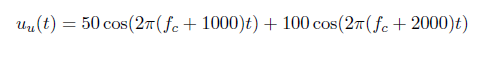 u_u(t) = 50 cos(2π(f_c + 1000)t) + 100 cos(2π(f_c + 2000)t)